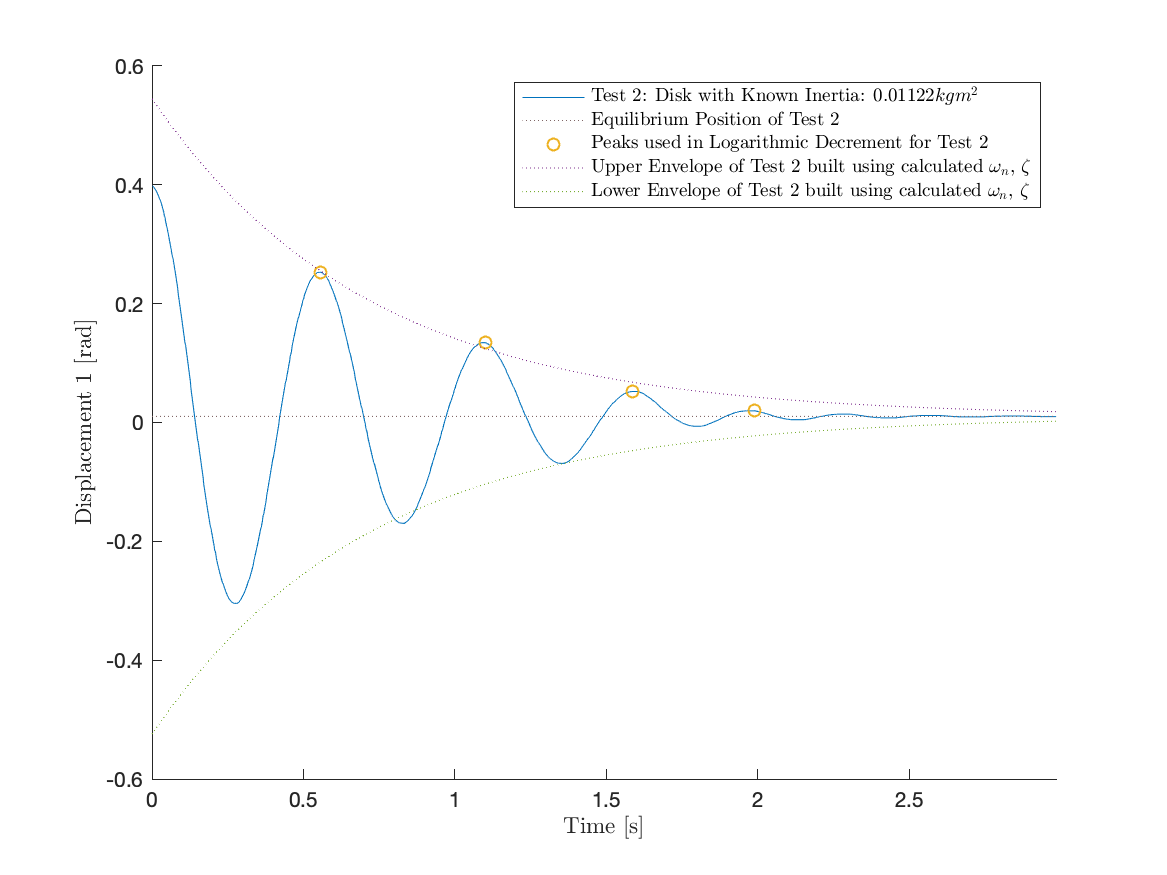 0.6
0.4
0.2
0
-0.2
-0.4
-0.6
Displacement 1 [rad]
Test 2: Disk with Known Inertia: 0.01122kgm²
Equilibrium Position of Test 2
Peaks used in Logarithmic Decrement for Test 2
Upper Envelope of Test 2 built using calculated ωₙ, ζ
Lower Envelope of Test 2 built using calculated ωₙ, ζ
0 0.5 1 1.5 2 2.5
Time [s]